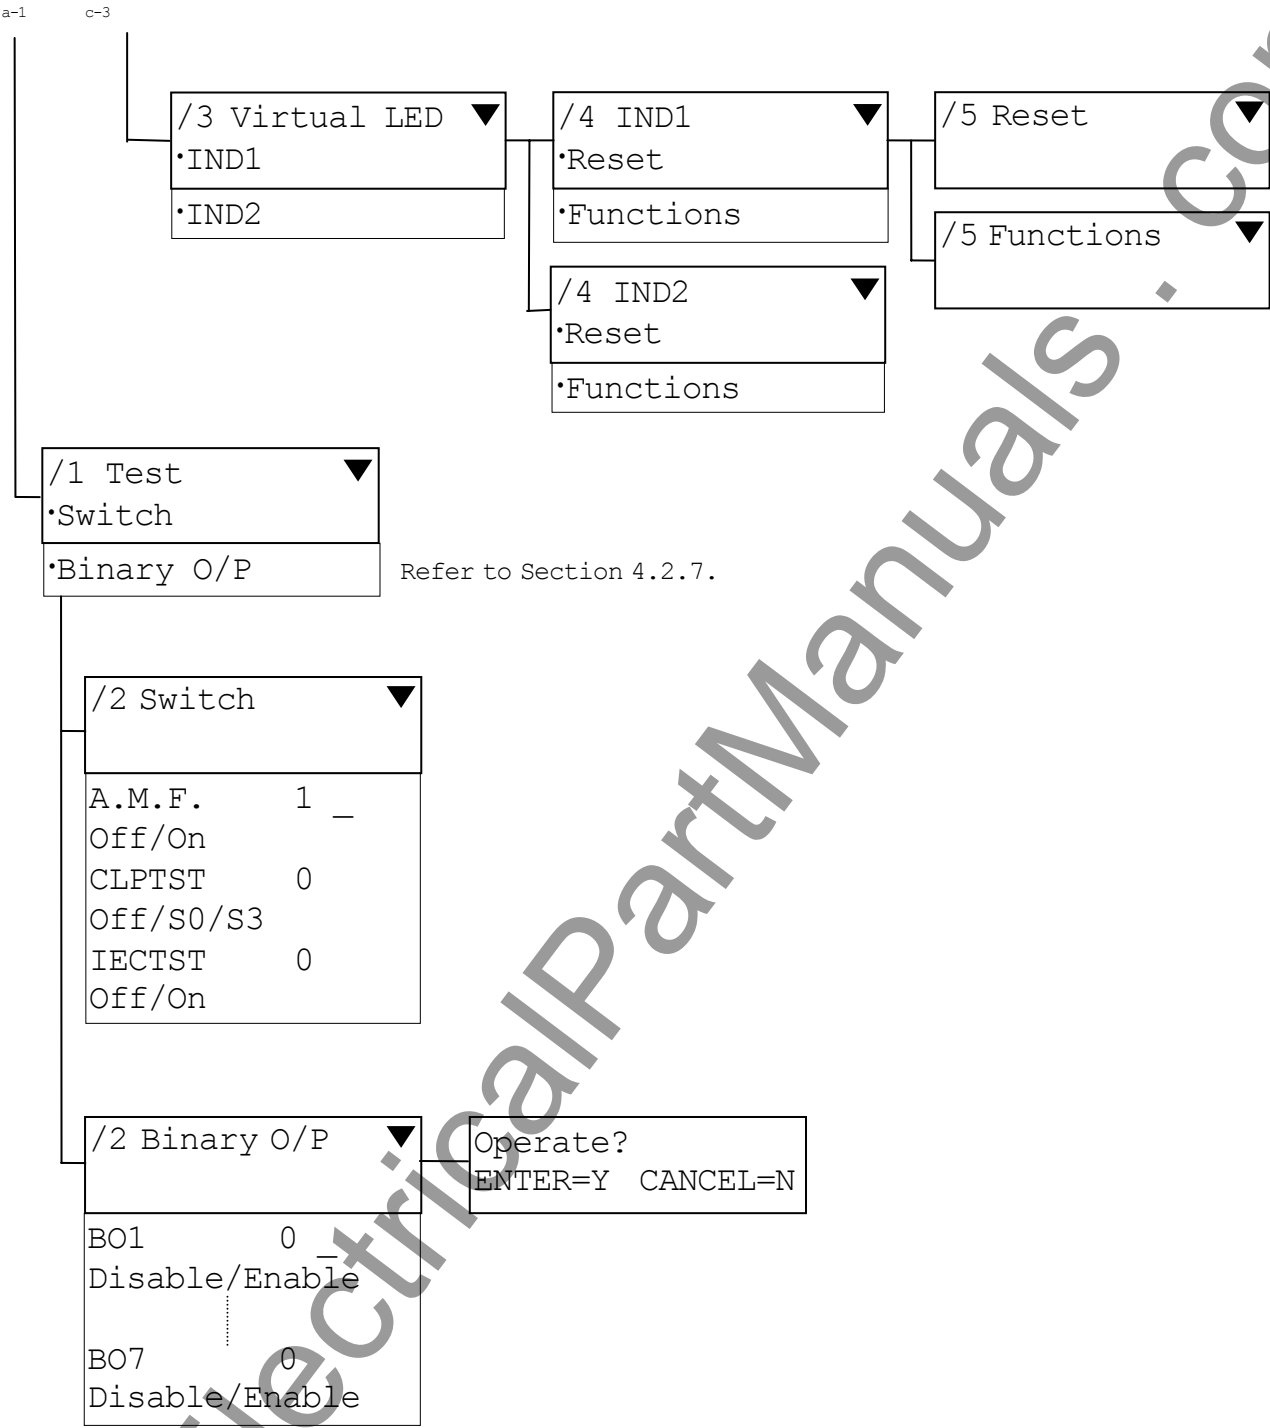 a-1 c-3
/3 Virtual LED ▼
·IND1
·IND2
/4 IND1 ▼
·Reset
·Functions
/5 Reset ▼
/5 Functions ▼
/4 IND2 ▼
·Reset
·Functions
/1 Test ▼
·Switch
·Binary O/P
Refer to Section 4.2.7.
/2 Switch ▼
A.M.F. 1 _
Off/On
CLPTST 0
Off/S0/S3
IECTST 0
Off/On
/2 Binary O/P ▼
BO1 0 _
Disable/Enable
BO7 0
Disable/Enable
Operate?
ENTER=Y CANCEL=N